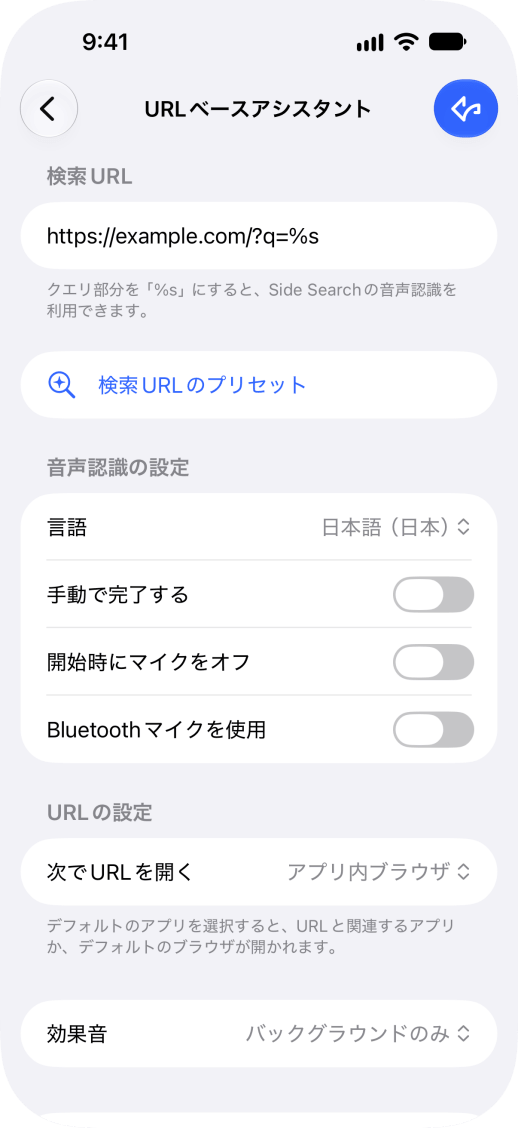 9:41
URLベースアシスタント
検索URL
https://example.com/?q=%s
クエリ部分を「%s」にすると、Side Searchの音声認識を
利用できます。
検索URLのプリセット
音声認識の設定
言語 日本語（日本）
手動で完了する
開始時にマイクをオフ
Bluetoothマイクを使用
URLの設定
次でURLを開く アプリ内ブラウザ
デフォルトのアプリを選択すると、URLと関連するアプリ
か、デフォルトのブラウザが開かれます。
効果音 バックグラウンドのみ